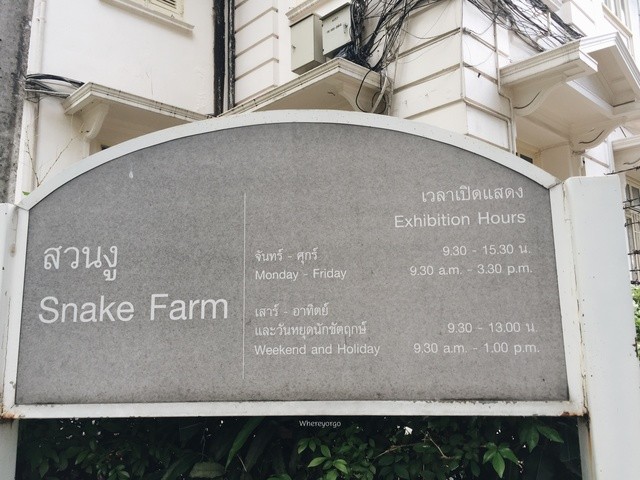 สวนงู
Snake Farm
เวลาเปิดแสดง
Exhibition Hours
จันทร์ - ศุกร์ 9.30 - 15.30 น.
Monday - Friday 9.30 a.m. - 3.30 p.m.
เสาร์ - อาทิตย์
และวันหยุดนักขัตฤกษ์ 9.30 - 13.00 น.
Weekend and Holiday 9.30 a.m. - 1.00 p.m.
Whereyorgo